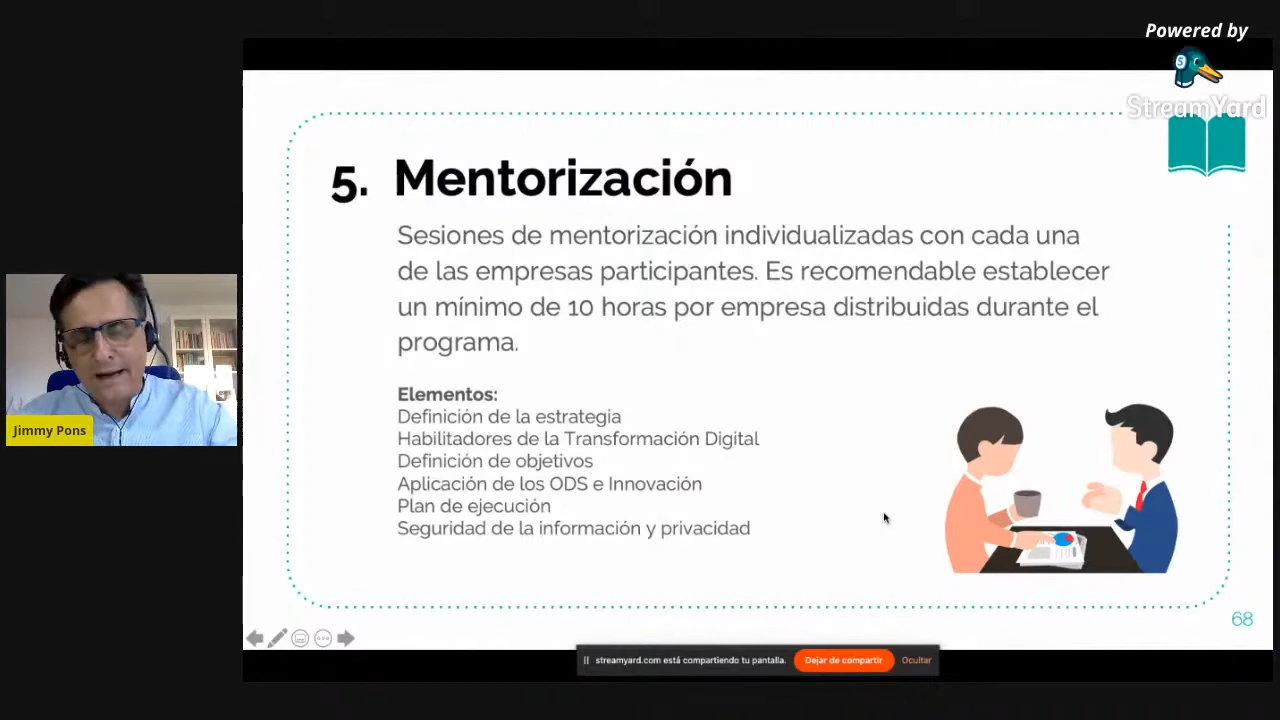 Powered by
StreamYard
5. Mentorización
Sesiones de mentorización individualizadas con cada una
de las empresas participantes. Es recomendable establecer
un mínimo de 10 horas por empresa distribuidas durante el
programa.
Elementos:
Definición de la estrategia
Habilitadores de la Transformación Digital
Definición de objetivos
Aplicación de los ODS e Innovación
Plan de ejecución
Seguridad de la información y privacidad
Jimmy Pons
68
streamyard.com está compartiendo tu pantalla. Dejar de compartir Ocultar